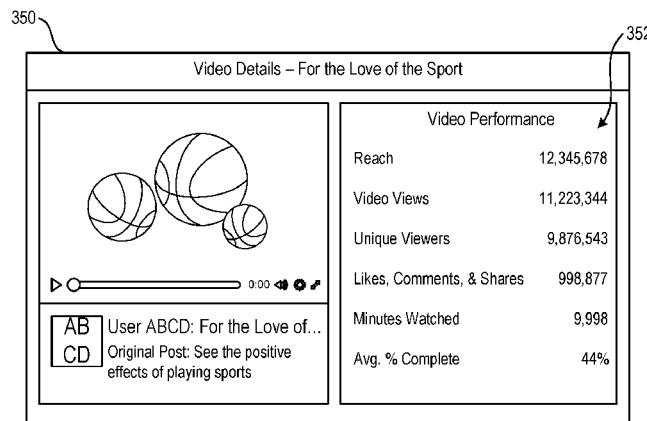 350
352
Video Details – For the Love of the Sport
0:00
AB
CD
User ABCD: For the Love of...
Original Post: See the positive
effects of playing sports
Video Performance
Reach 12,345,678
Video Views 11,223,344
Unique Viewers 9,876,543
Likes, Comments, & Shares 998,877
Minutes Watched 9,998
Avg. % Complete 44%